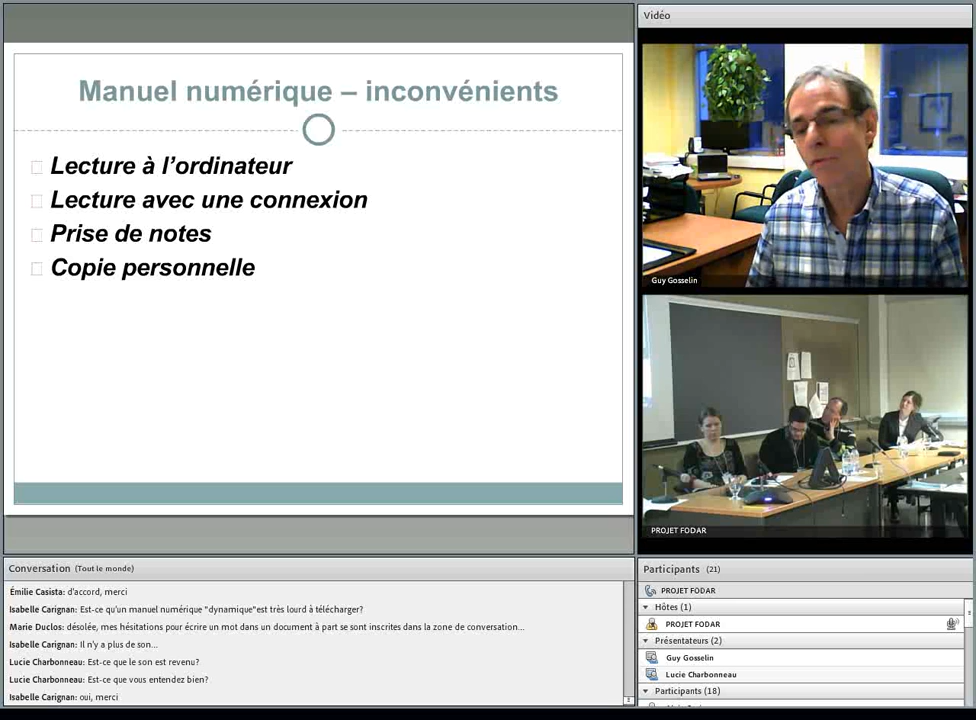 Manuel numérique – inconvénients
Lecture à l'ordinateur
Lecture avec une connexion
Prise de notes
Copie personnelle
Vidéo
Guy Gosselin
PROJET FODAR
Conversation (Tout le monde)
Émilie Casista: d'accord, merci
Isabelle Carignan: Est-ce qu'un manuel numérique "dynamique"est très lourd à télécharger?
Marie Duclos: désolée, mes hésitations pour écrire un mot dans un document à part se sont inscrites dans la zone de conversation...
Isabelle Carignan: Il n'y a plus de son...
Lucie Charbonneau: Est-ce que le son est revenu?
Lucie Charbonneau: Est-ce que vous entendez bien?
Isabelle Carignan: oui, merci
Participants (21)
PROJET FODAR
Hôtes (1)
PROJET FODAR
Présentateurs (2)
Guy Gosselin
Lucie Charbonneau
Participants (18)